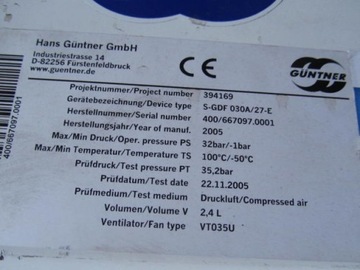 Hans Güntner GmbH
Industriestrasse 14
D-82256 Fürstenfeldbruck
www.guentner.de
CE
GÜNTNER
Projektnummer/Project number 394169
Gerätebezeichnung/Device type S-GDF 030A/27-E
Herstellnummer/Serial number 400/667097.0001
Herstellungsjahr/Year of manuf. 2005
Max/Min Druck/Oper. pressure PS 32bar/-1bar
Max/Min Temperatur/Temperature TS 100°C/-50°C
Prüfdruck/Test pressure PT 35,2bar
Prüfdatum/Test date 22.11.2005
Prüfmedium/Test medium Druckluft/Compressed air
Volumen/Volume V 2,4 L
Ventilator/Fan type VT035U
400/667097.0001